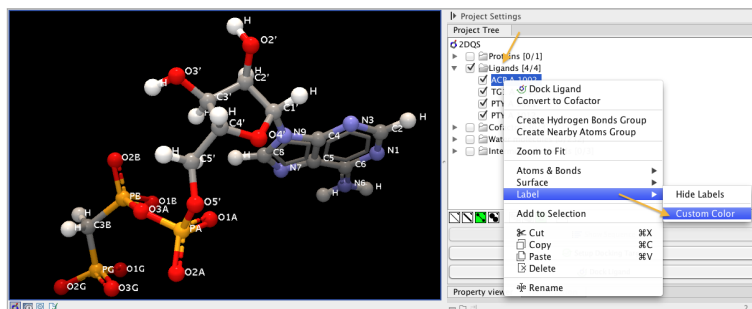 Project Settings
Project Tree
2DQS
Proteins [0/1]
Ligands [4/4]
ACP A 1002
TG
PTY
PTY
Cofa
Wat
Inte
Dock Ligand
Convert to Cofactor
Create Hydrogen Bonds Group
Create Nearby Atoms Group
Zoom to Fit
Atoms & Bonds
Surface
Label
Hide Labels
Custom Color
Add to Selection
Cut ⌘X
Copy ⌘C
Paste ⌘V
Delete
Rename
Property view
H
O2'
H
O3'
H
C2'
H
C3'
H
C1'
H
C4'
O4'
N9
C4
N3
C2
H
H
C8
N7
C5
C6
N1
N6
H
H
C5'
O5'
O2B
PB
O1B
O3A
O1A
PA
O2A
H
H
C3B
PG
O1G
O2G
O3G